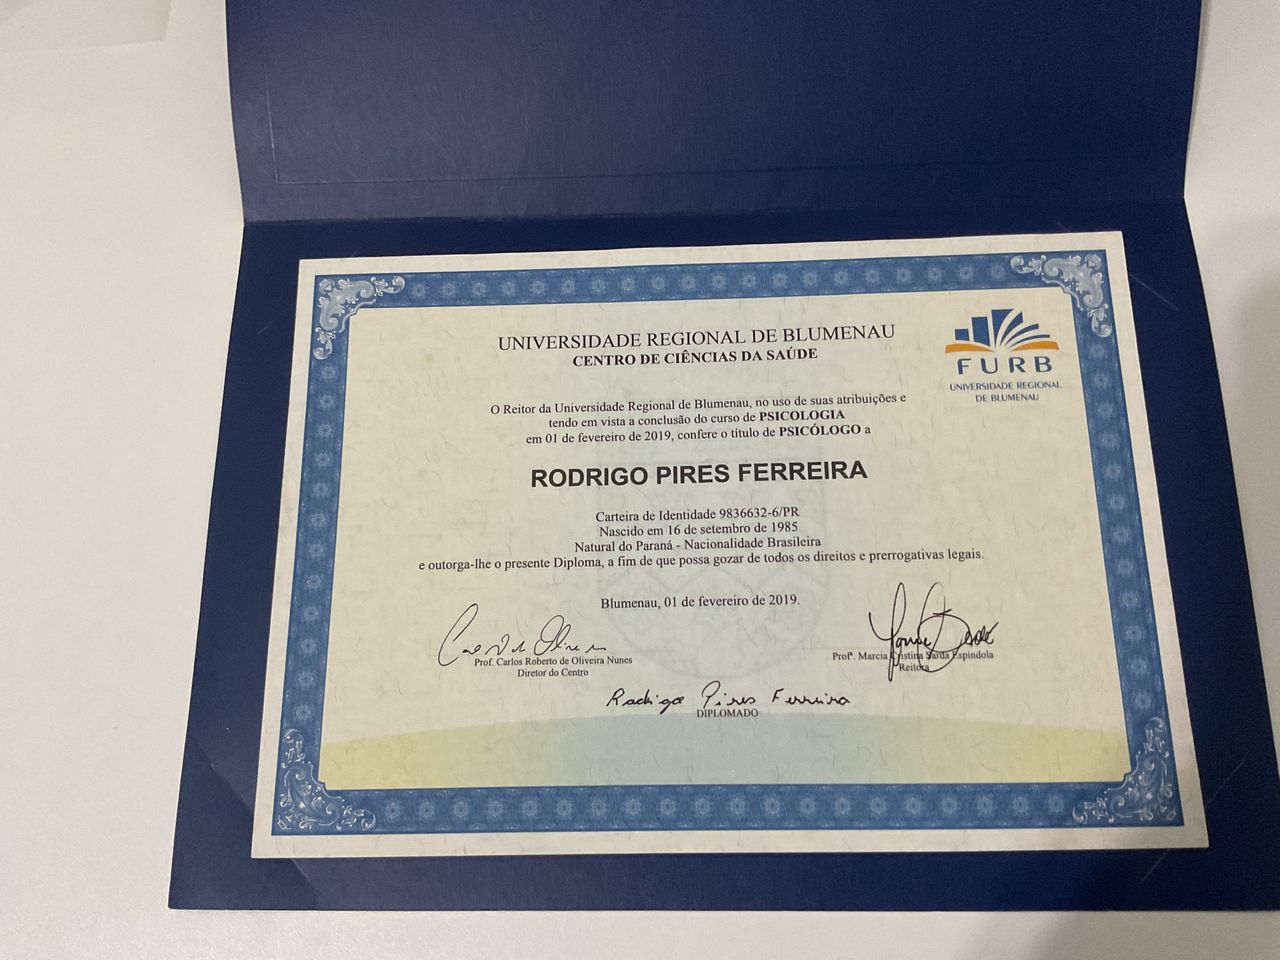 UNIVERSIDADE REGIONAL DE BLUMENAU
CENTRO DE CIÊNCIAS DA SAÚDE
FURB
UNIVERSIDADE REGIONAL
DE BLUMENAU
O Reitor da Universidade Regional de Blumenau, no uso de suas atribuições e
tendo em vista a conclusão do curso de PSICOLOGIA
em 01 de fevereiro de 2019, confere o título de PSICÓLOGO a
RODRIGO PIRES FERREIRA
Carteira de Identidade 9836632-6/PR
Nascido em 16 de setembro de 1985
Natural do Paraná - Nacionalidade Brasileira
e outorga-lhe o presente Diploma, a fim de que possa gozar de todos os direitos e prerrogativas legais.
Blumenau, 01 de fevereiro de 2019.
Prof. Carlos Roberto de Oliveira Nunes
Diretor do Centro
Profª. Marcia Cristina Sarda Espindola
Reitora
Rodrigo Pires Ferreira
DIPLOMADO